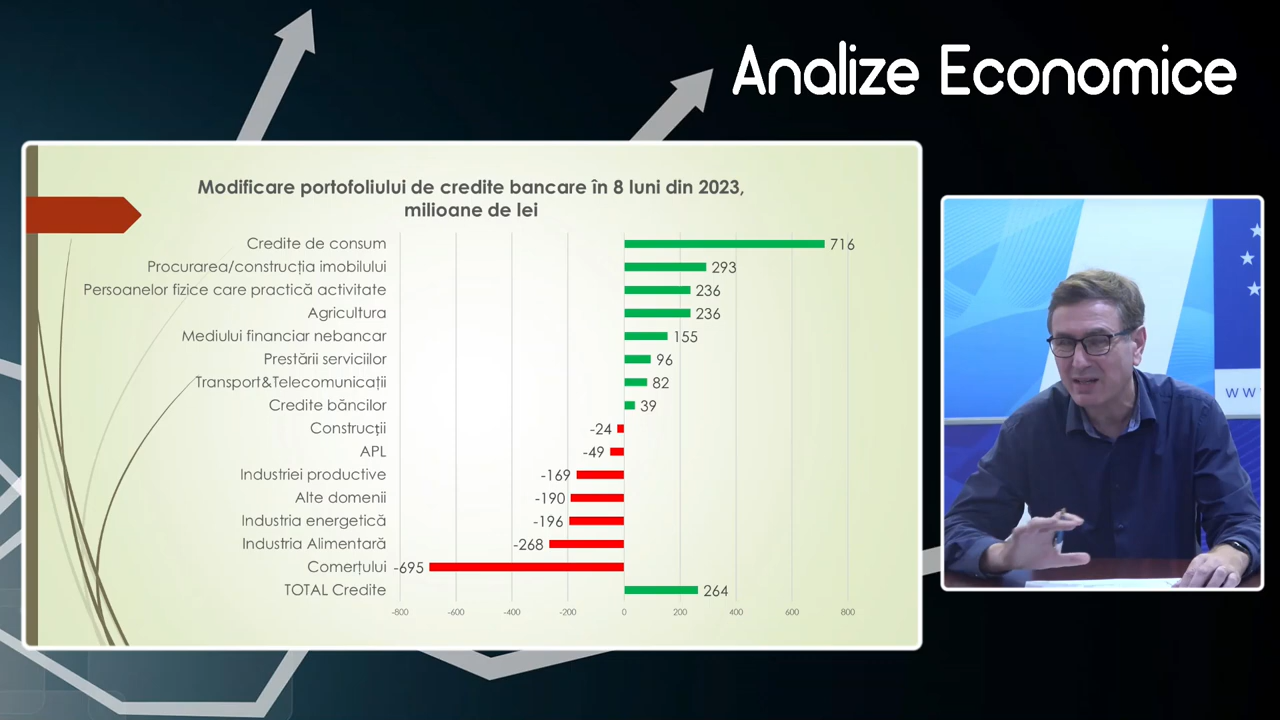 Analize Economice
Modificare portofoliului de credite bancare în 8 luni din 2023,
milioane de lei
Credite de consum 716
Procurarea/construcția imobilului 293
Persoanelor fizice care practică activitate 236
Agricultura 236
Mediului financiar nebancar 155
Prestării serviciilor 96
Transport&Telecomunicații 82
Credite băncilor 39
Construcții -24
APL -49
Industriei productive -169
Alte domenii -190
Industria energetică -196
Industria Alimentară -268
Comerțului -695
TOTAL Credite 264
-800 -600 -400 -200 0 200 400 600 800
WW